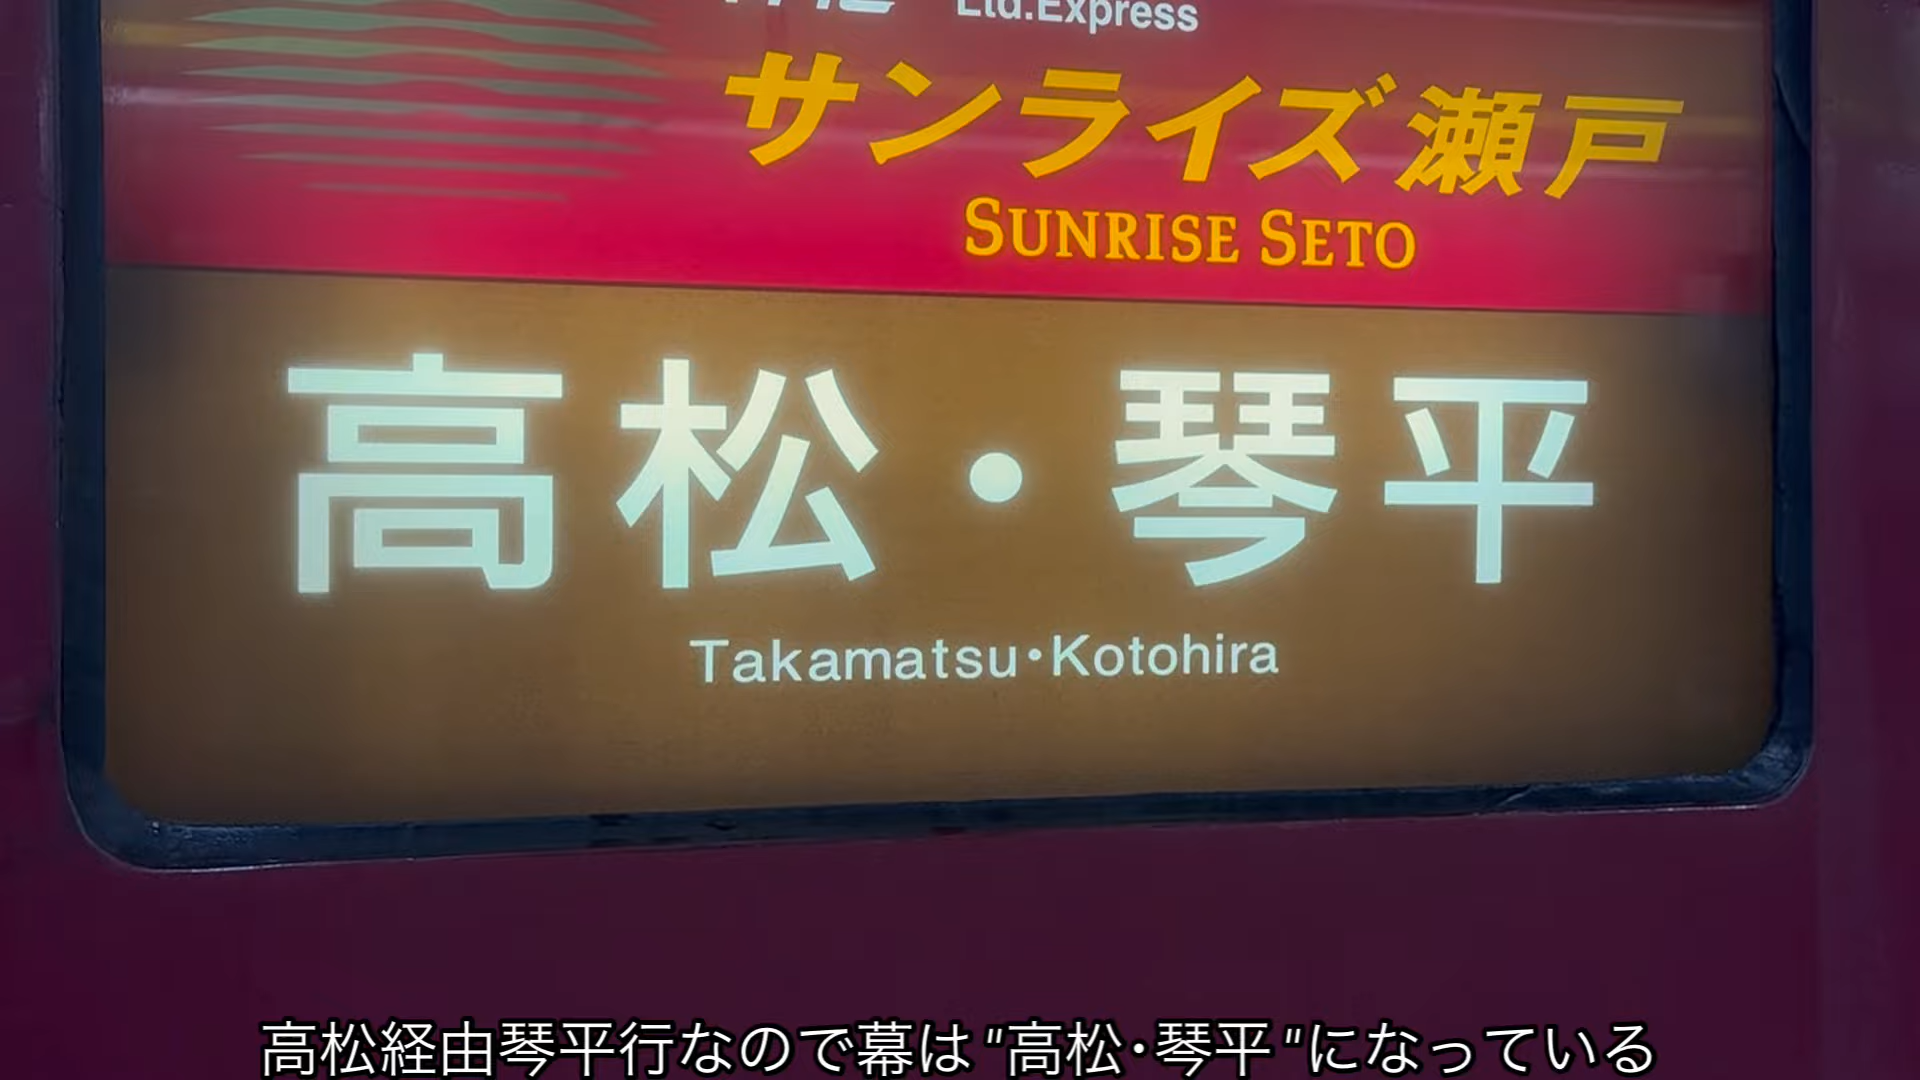 Ltd.Express
サンライズ瀬戸
SUNRISE SETO
高松・琴平
Takamatsu・Kotohira
高松経由琴平行なので幕は"高松・琴平"になっている